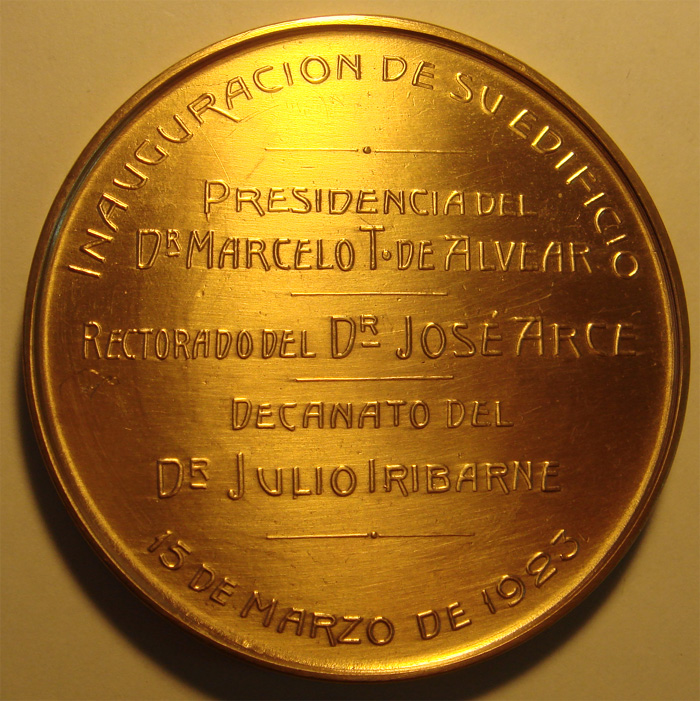 INAUGURACION DE SU EDIFICIO
PRESIDENCIA DEL
DR MARCELO T. DE ALVEAR
RECTORADO DEL DR JOSÉ ARCE
DECANATO DEL
DR JULIO IRIBARNE
15 DE MARZO DE 1923.